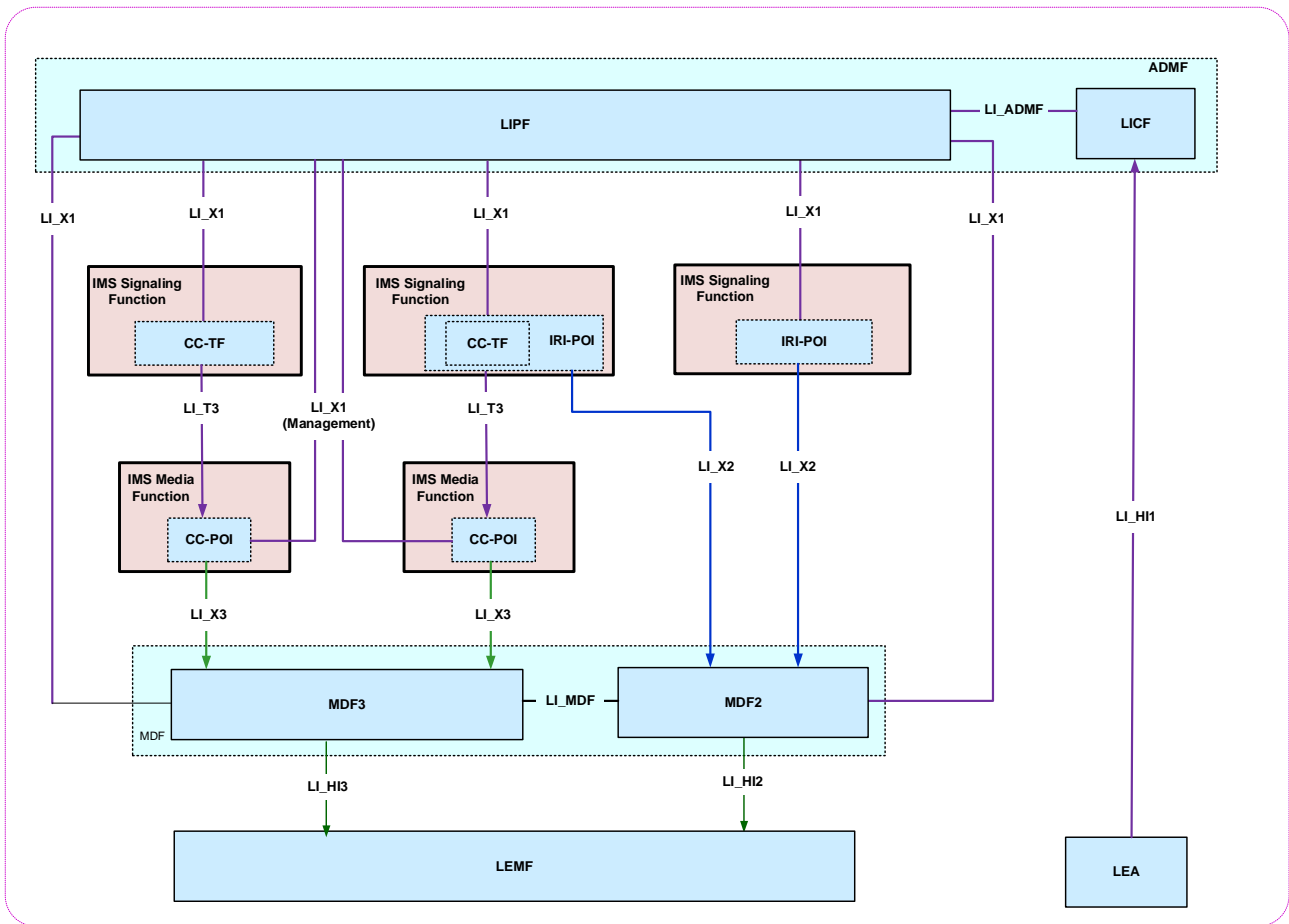 ADMF
LIPF
LI_ADMF
LICF
LI_X1
LI_X1
LI_X1
LI_X1
LI_X1
IMS Signaling
Function
CC-TF
IMS Signaling
Function
CC-TF
IRI-POI
IMS Signaling
Function
IRI-POI
LI_T3
LI_X1
(Management)
LI_T3
LI_X2
LI_X2
IMS Media
Function
CC-POI
IMS Media
Function
CC-POI
LI_HI1
LI_X3
LI_X3
MDF3
LI_MDF
MDF2
MDF
LI_HI3
LI_HI2
LEMF
LEA